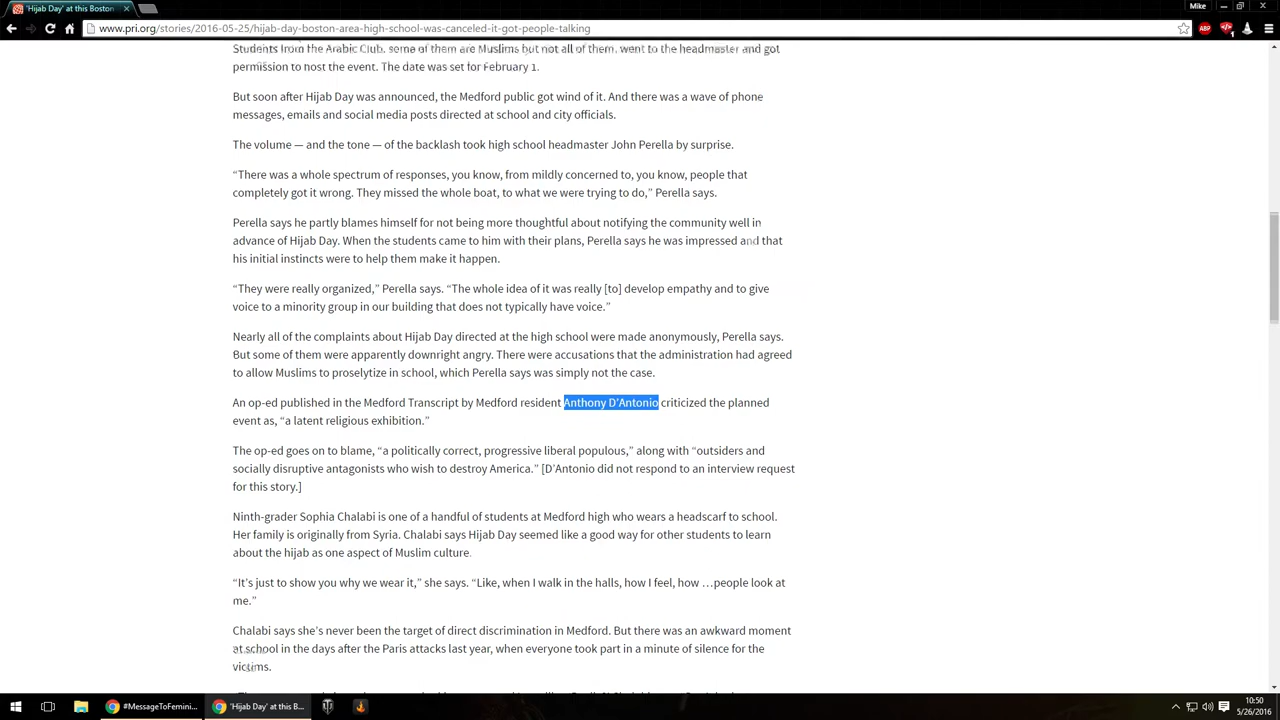 'Hijab Day' at this Boston
Mike
www.pri.org/stories/2016-05-25/hijab-day-boston-area-high-school-was-canceled-it-got-people-talking
ABP
Students from the Arabic Club, some of them are Muslims but not all of them, went to the headmaster and got
permission to host the event. The date was set for February 1.
But soon after Hijab Day was announced, the Medford public got wind of it. And there was a wave of phone
messages, emails and social media posts directed at school and city officials.
The volume — and the tone — of the backlash took high school headmaster John Perella by surprise.
“There was a whole spectrum of responses, you know, from mildly concerned to, you know, people that
completely got it wrong. They missed the whole boat, to what we were trying to do,” Perella says.
Perella says he partly blames himself for not being more thoughtful about notifying the community well in
advance of Hijab Day. When the students came to him with their plans, Perella says he was impressed and that
his initial instincts were to help them make it happen.
“They were really organized,” Perella says. “The whole idea of it was really [to] develop empathy and to give
voice to a minority group in our building that does not typically have voice.”
Nearly all of the complaints about Hijab Day directed at the high school were made anonymously, Perella says.
But some of them were apparently downright angry. There were accusations that the administration had agreed
to allow Muslims to proselytize in school, which Perella says was simply not the case.
An op-ed published in the Medford Transcript by Medford resident Anthony D’Antonio criticized the planned
event as, “a latent religious exhibition.”
The op-ed goes on to blame, “a politically correct, progressive liberal populous,” along with “outsiders and
socially disruptive antagonists who wish to destroy America.” [D’Antonio did not respond to an interview request
for this story.]
Ninth-grader Sophia Chalabi is one of a handful of students at Medford high who wears a headscarf to school.
Her family is originally from Syria. Chalabi says Hijab Day seemed like a good way for other students to learn
about the hijab as one aspect of Muslim culture.
“It’s just to show you why we wear it,” she says. “Like, when I walk in the halls, how I feel, how …people look at
me.”
Chalabi says she’s never been the target of direct discrimination in Medford. But there was an awkward moment
at school in the days after the Paris attacks last year, when everyone took part in a minute of silence for the
victims.
#MessageToFemini...
'Hijab Day' at this B...
10:50
5/26/2016